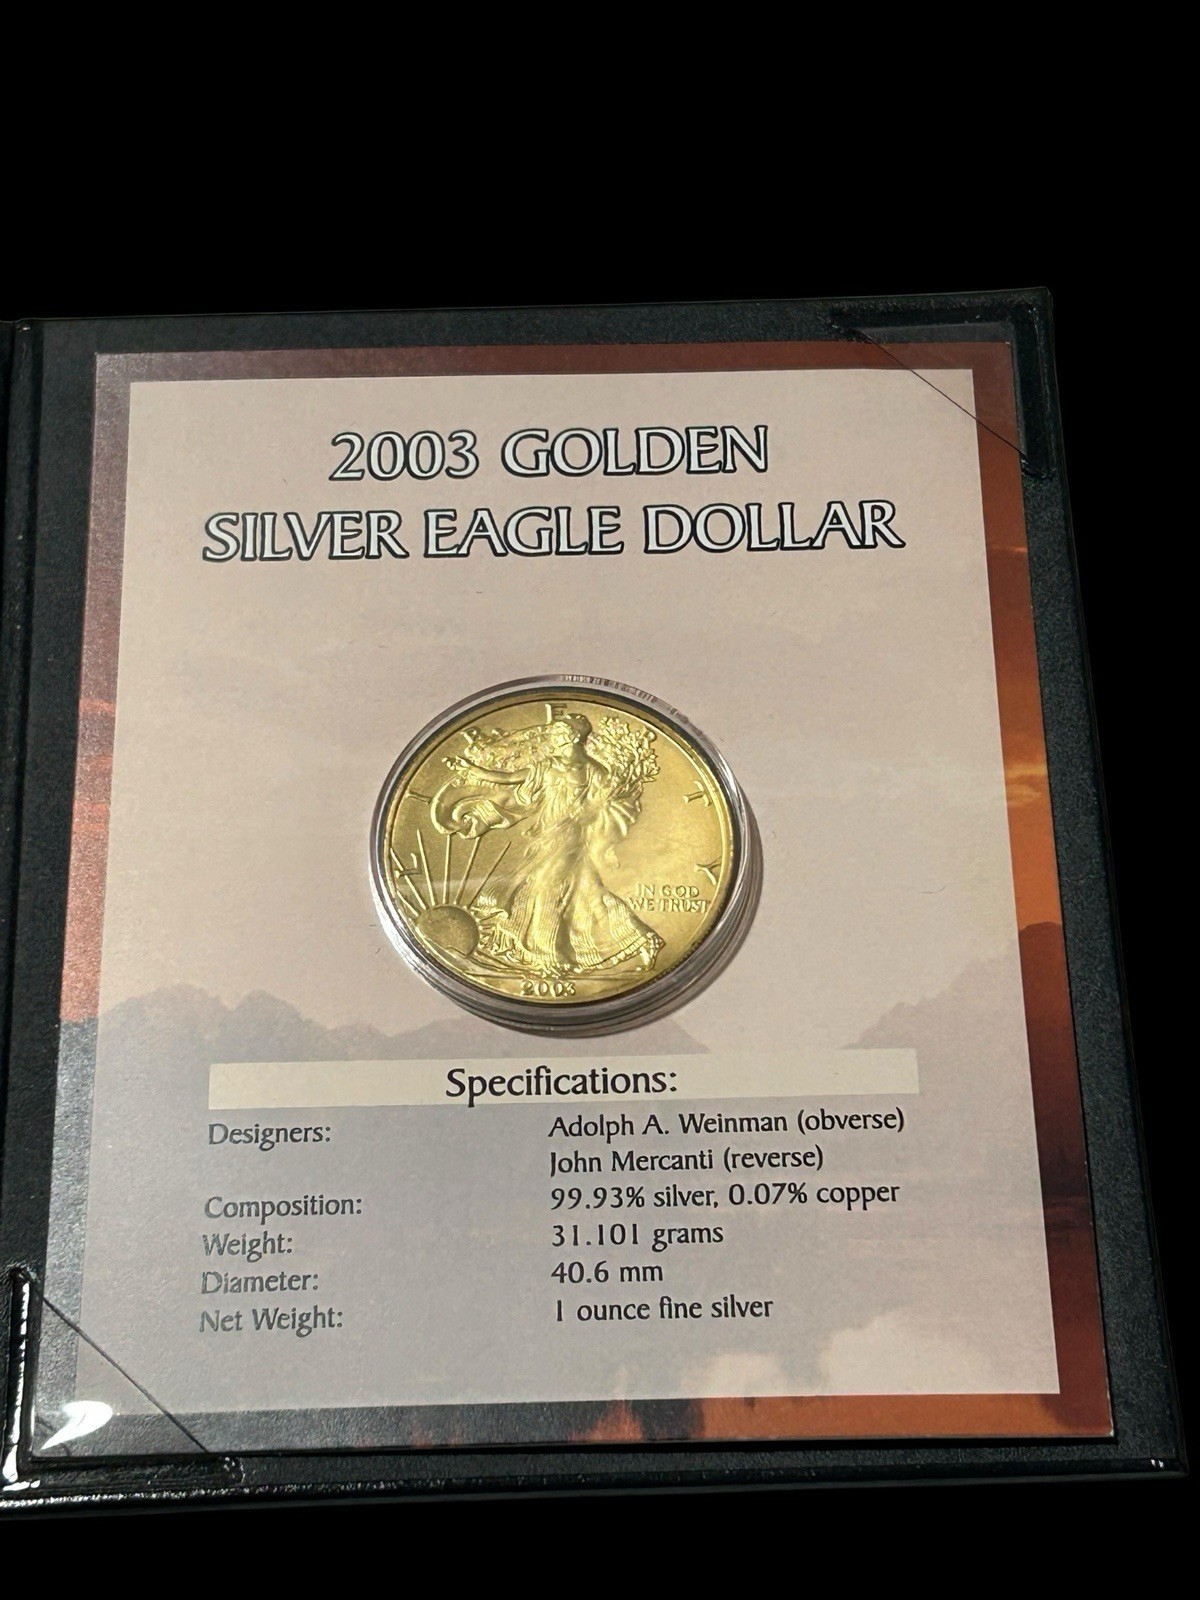 2003 GOLDEN
SILVER EAGLE DOLLAR
LIBERTY
IN GOD
WE TRUST
2003
Specifications:
Designers: Adolph A. Weinman (obverse)
John Mercanti (reverse)
Composition: 99.93% silver, 0.07% copper
Weight: 31.101 grams
Diameter: 40.6 mm
Net Weight: 1 ounce fine silver